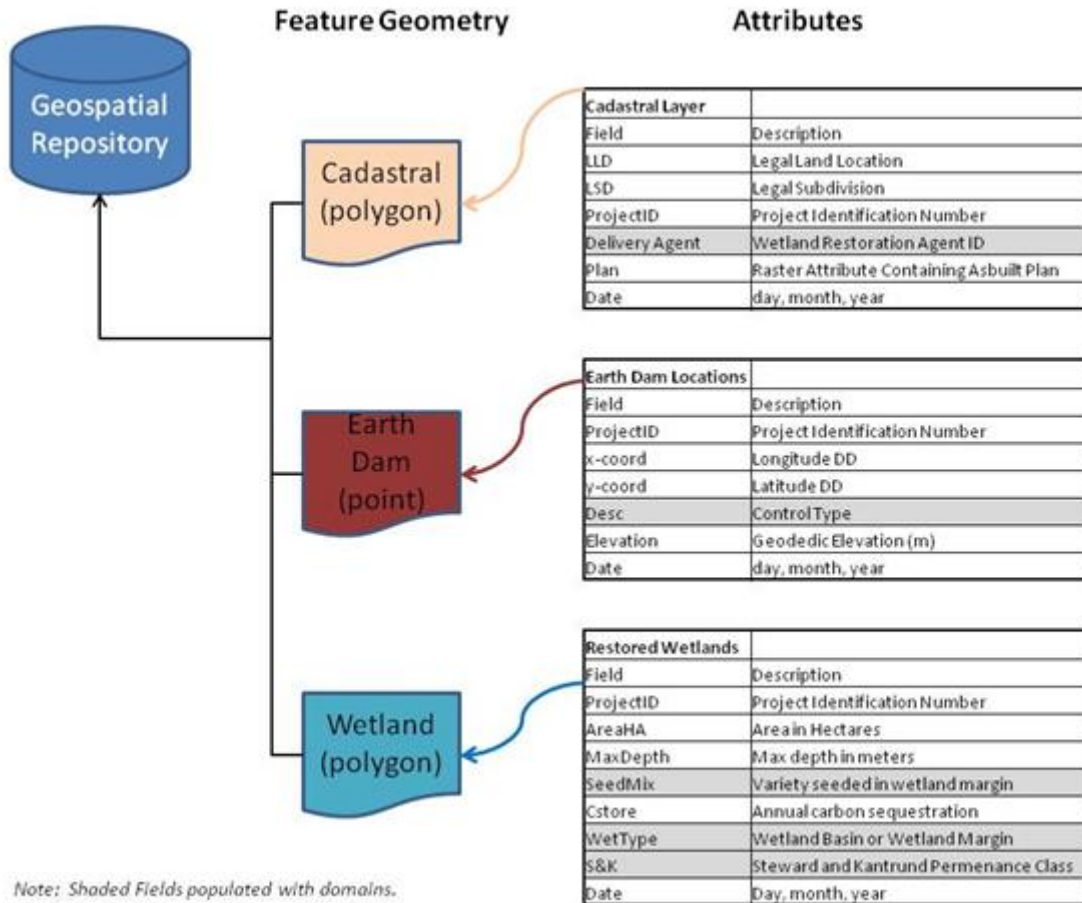 Feature Geometry
Attributes
Geospatial
Repository
Cadastral
(polygon)
Cadastral Layer
Field Description
LLD Legal Land Location
LSD Legal Subdivision
ProjectID Project Identification Number
Delivery Agent Wetland Restoration Agent ID
Plan Raster Attribute Containing Asbuilt Plan
Date day, month, year
Earth
Dam
(point)
Earth Dam Locations
Field Description
ProjectID Project Identification Number
x-coord Longitude DD
y-coord Latitude DD
Desc Control Type
Elevation Geodedic Elevation (m)
Date day, month, year
Wetland
(polygon)
Restored Wetlands
Field Description
ProjectID Project Identification Number
AreaHA Area in Hectares
MaxDepth Max depth in meters
SeedMix Variety seeded in wetland margin
Cstore Annual carbon sequestration
WetType Wetland Basin or Wetland Margin
S&K Steward and Kantrund Permenance Class
Date Day, month, year
Note: Shaded Fields populated with domains.